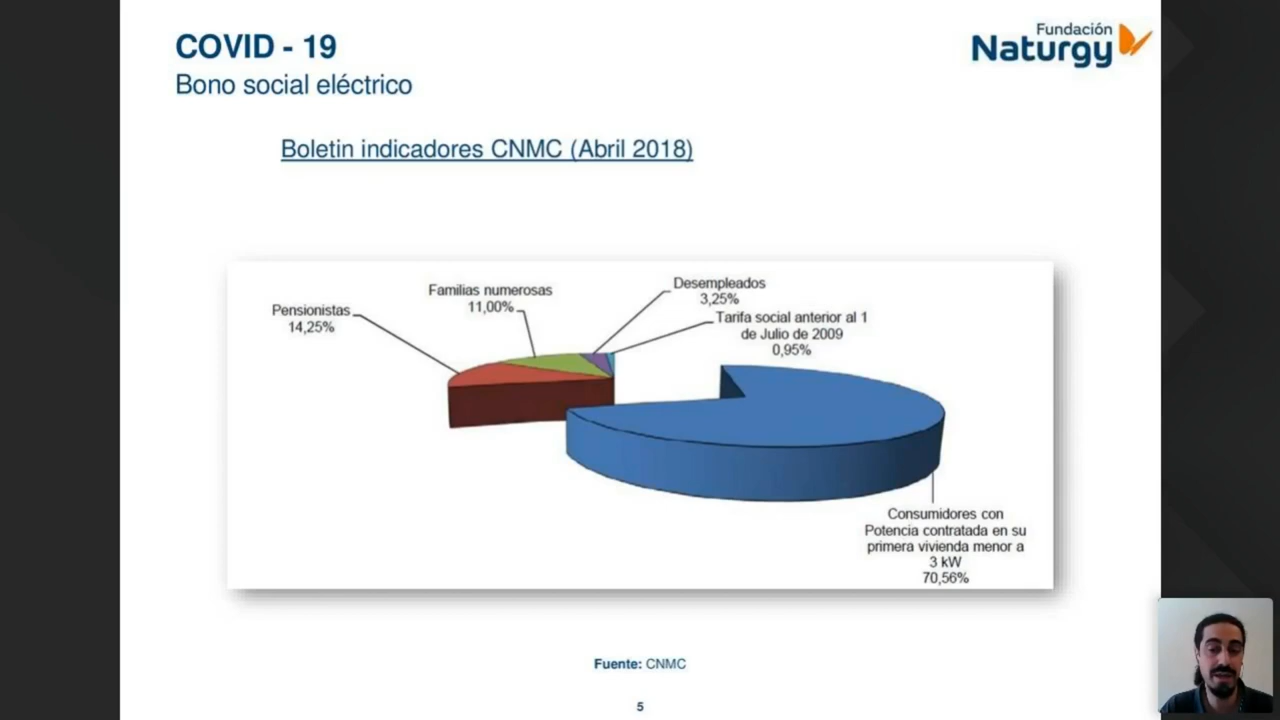 COVID - 19
Bono social eléctrico
Fundación
Naturgy
Boletin indicadores CNMC (Abril 2018)
Pensionistas
14,25%
Familias numerosas
11,00%
Desempleados
3,25%
Tarifa social anterior al 1
de Julio de 2009
0,95%
Consumidores con
Potencia contratada en su
primera vivienda menor a
3 kW
70,56%
Fuente: CNMC
5